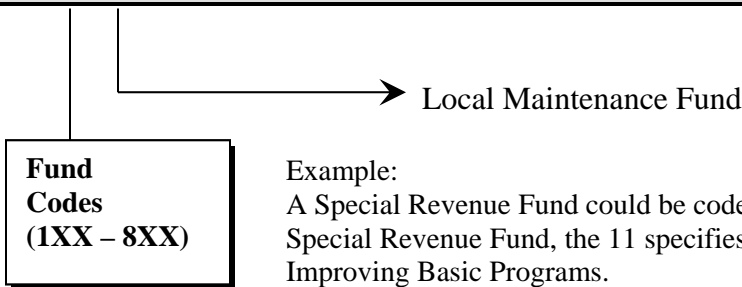 Local Maintenance Fund
Fund
Codes
(1XX – 8XX)
Example:
A Special Revenue Fund could be code
Special Revenue Fund, the 11 specifies
Improving Basic Programs.